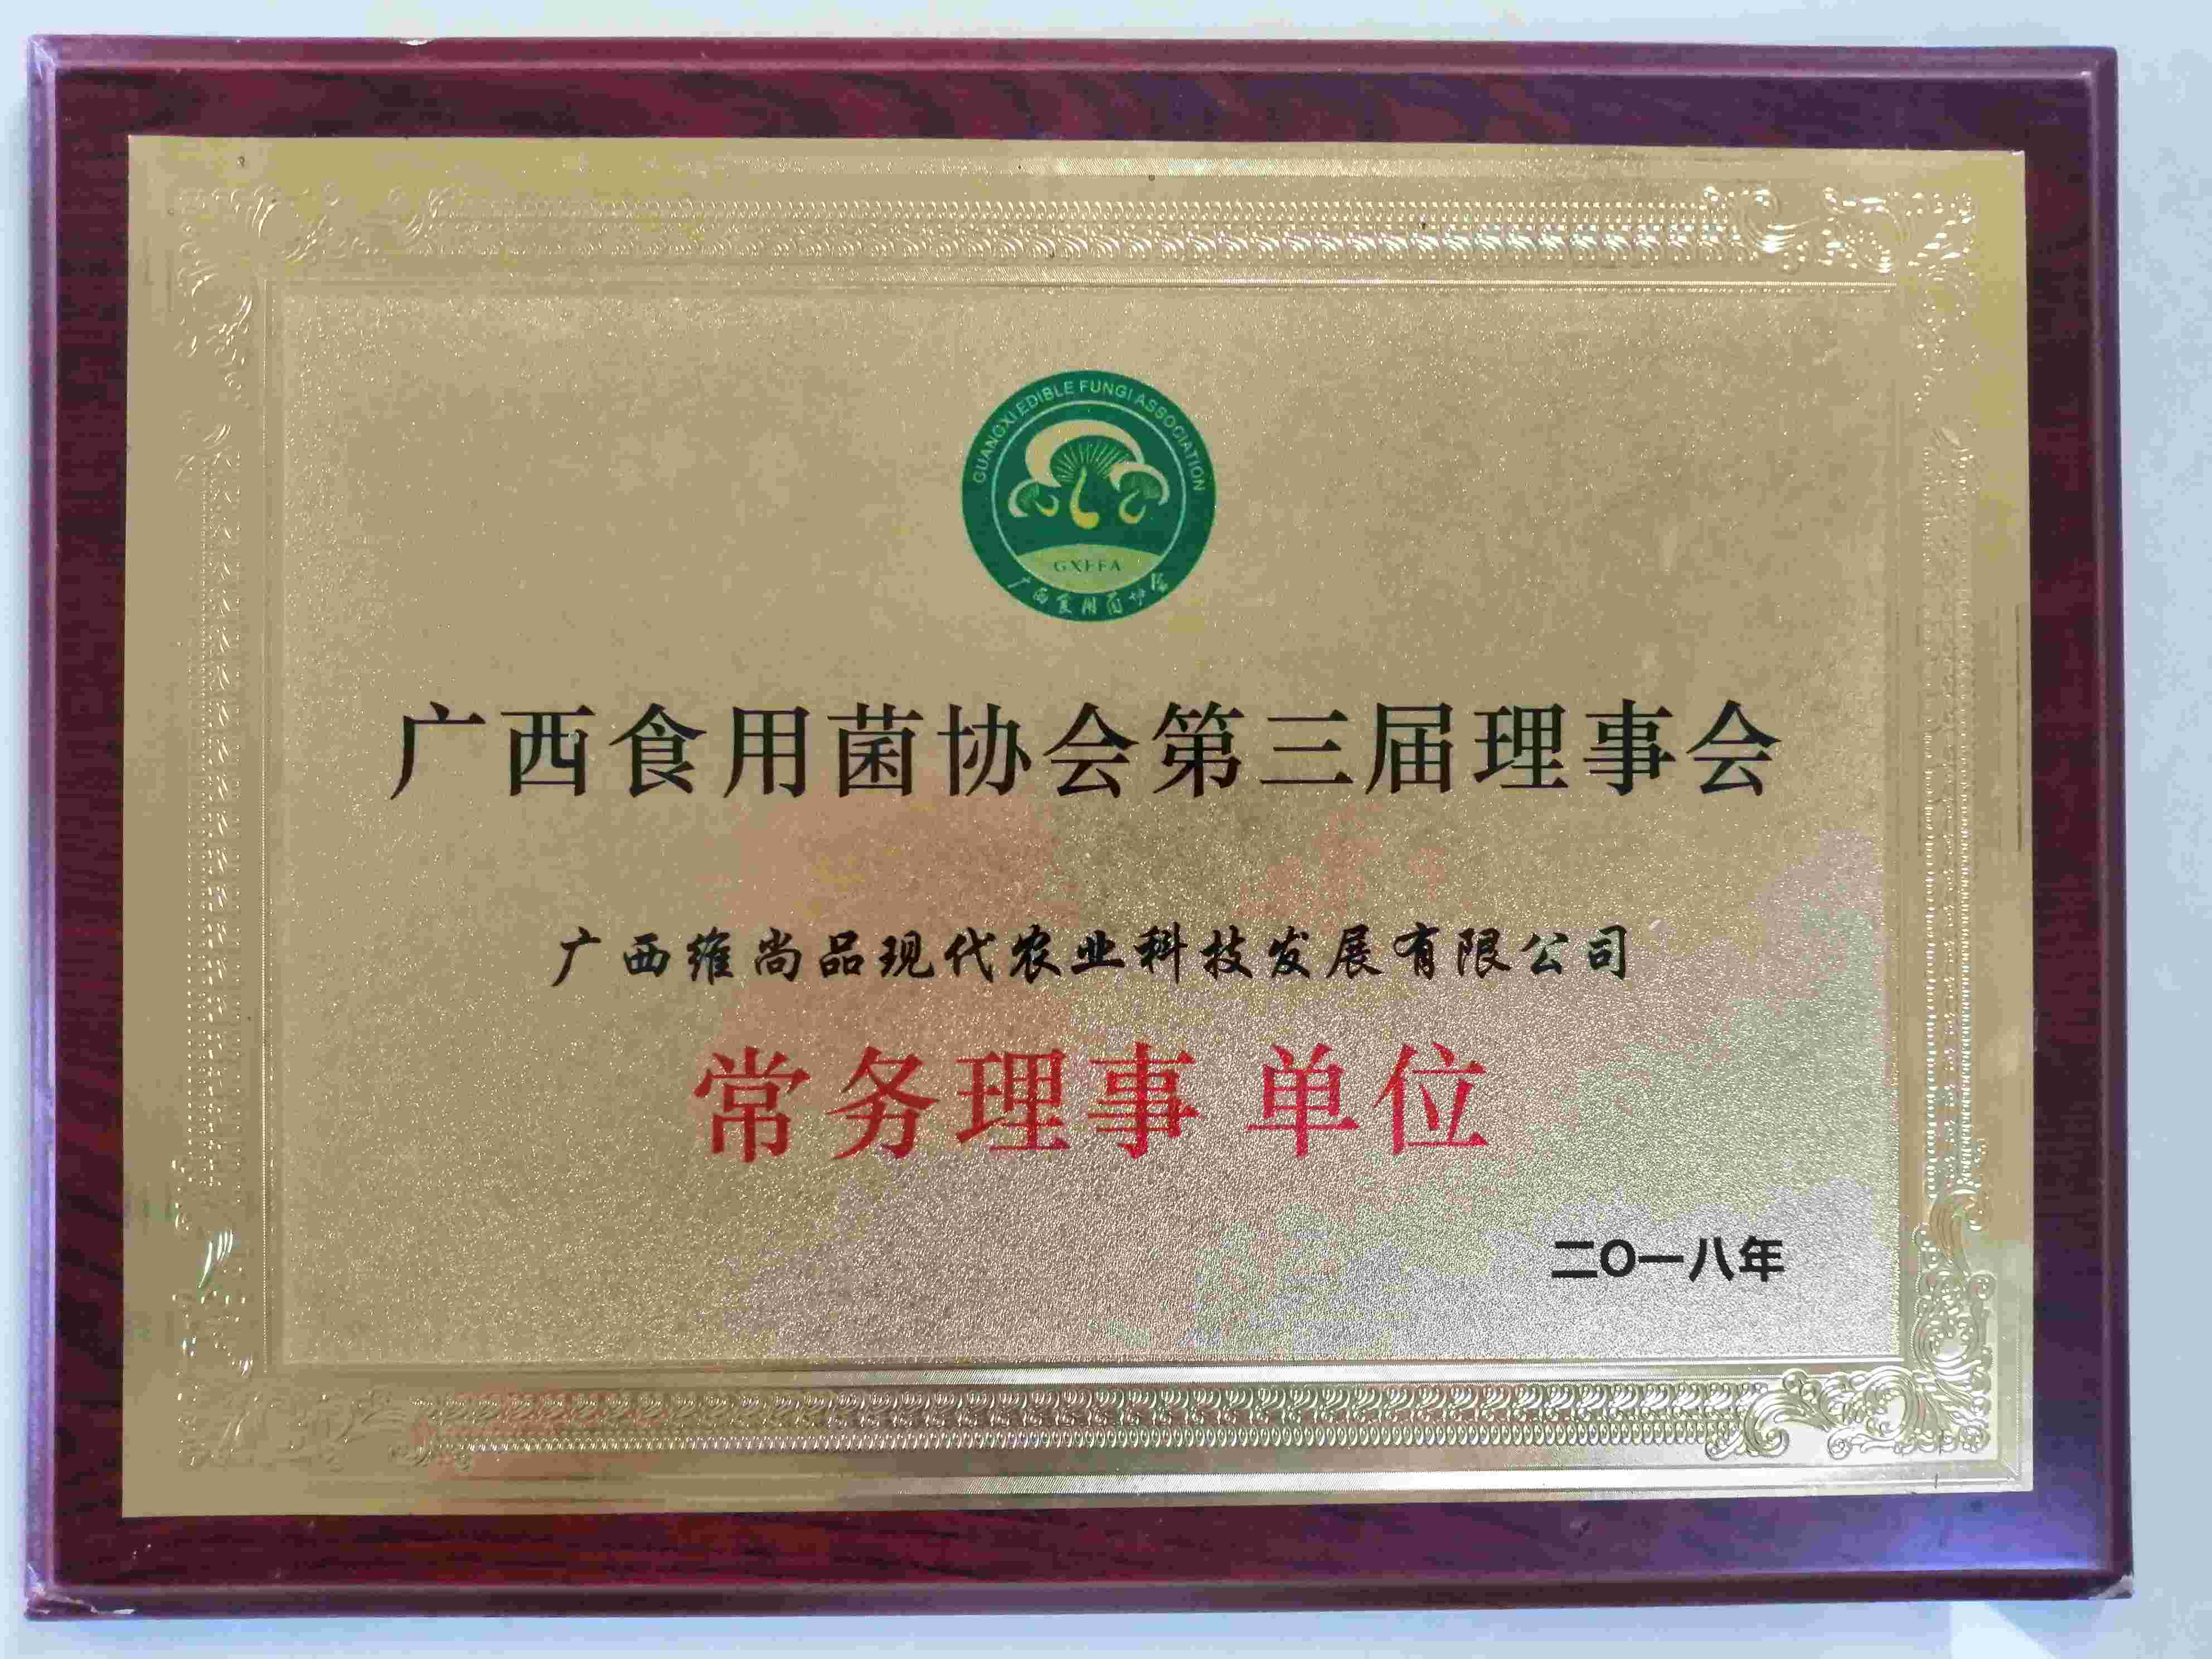 GUANGXI EDIBLE FUNGI ASSOCIATION
GXEFA
广西食用菌协会
广西食用菌协会第三届理事会
广西维尚品现代农业科技发展有限公司
常务理事 单位
二〇一八年